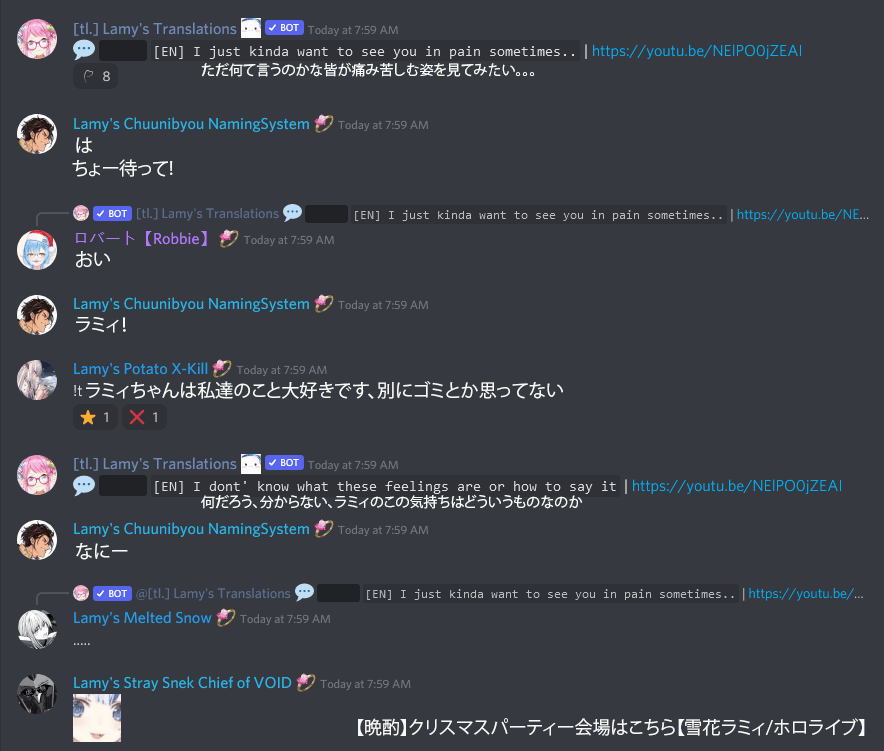 [tl.] Lamy's Translations ✓ BOT Today at 7:59 AM
[EN] I just kinda want to see you in pain sometimes.. | https://youtu.be/NElPO0jZEAI
ただ何て言うのかな皆が痛み苦しむ姿を見てみたい。。。
8
Lamy's Chuunibyou NamingSystem Today at 7:59 AM
は
ちょー待って!
✓ BOT [tl.] Lamy's Translations [EN] I just kinda want to see you in pain sometimes.. | https://youtu.be/NE...
ロバート【Robbie】 Today at 7:59 AM
おい
Lamy's Chuunibyou NamingSystem Today at 7:59 AM
ラミィ!
Lamy's Potato X-Kill Today at 7:59 AM
!tラミィちゃんは私達のこと大好きです、別にゴミとか思ってない
1 1
[tl.] Lamy's Translations ✓ BOT Today at 7:59 AM
[EN] I dont' know what these feelings are or how to say it | https://youtu.be/NElPO0jZEAI
何だろう、分からない、ラミィのこの気持ちはどういうものなのか
Lamy's Chuunibyou NamingSystem Today at 7:59 AM
なにー
✓ BOT @[tl.] Lamy's Translations [EN] I just kinda want to see you in pain sometimes.. | https://youtu.be/...
Lamy's Melted Snow Today at 7:59 AM
.....
Lamy's Stray Snek Chief of VOID Today at 7:59 AM
【晩酌】クリスマスパーティー会場はこちら【雪花ラミィ/ホロライブ】